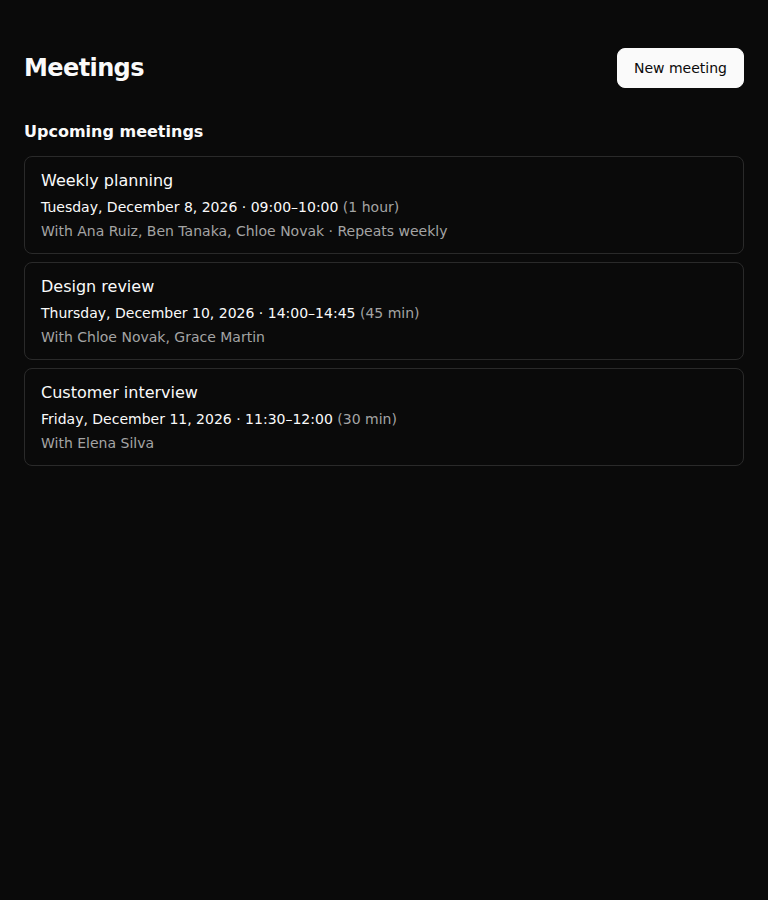 Meetings
New meeting
Upcoming meetings
Weekly planning
Tuesday, December 8, 2026 · 09:00–10:00 (1 hour)
With Ana Ruiz, Ben Tanaka, Chloe Novak · Repeats weekly
Design review
Thursday, December 10, 2026 · 14:00–14:45 (45 min)
With Chloe Novak, Grace Martin
Customer interview
Friday, December 11, 2026 · 11:30–12:00 (30 min)
With Elena Silva